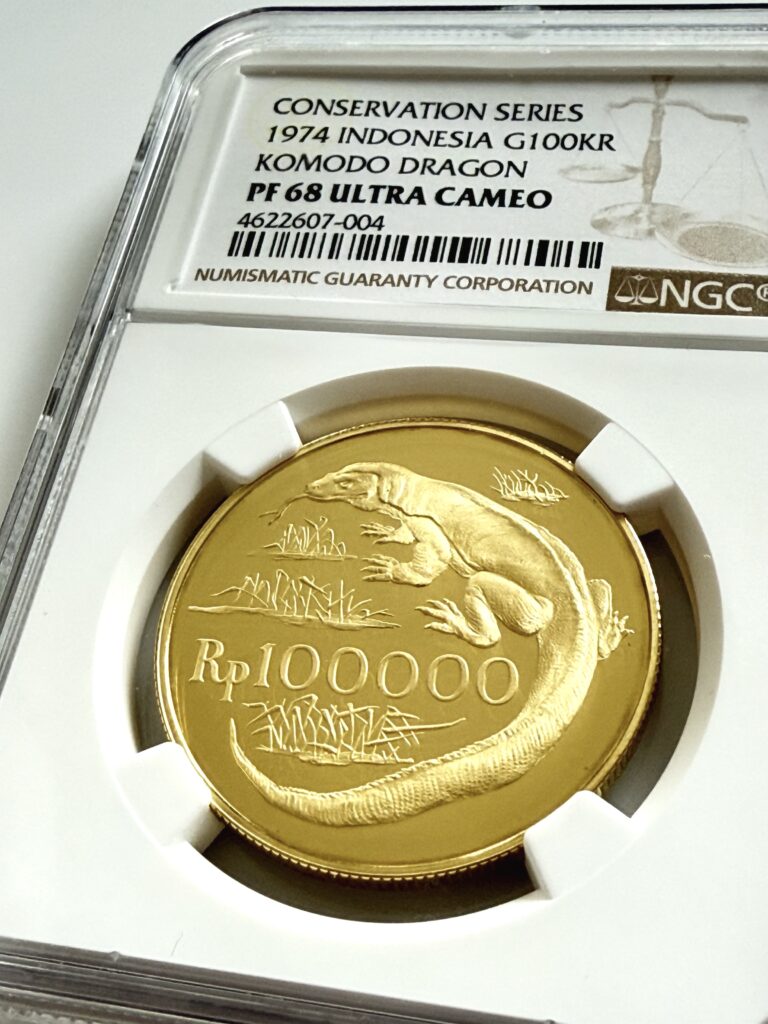 CONSERVATION SERIES
1974 INDONESIA G100KR
KOMODO DRAGON
PF 68 ULTRA CAMEO
4622607-004
NUMISMATIC GUARANTY CORPORATION
NGC®
Rp100000